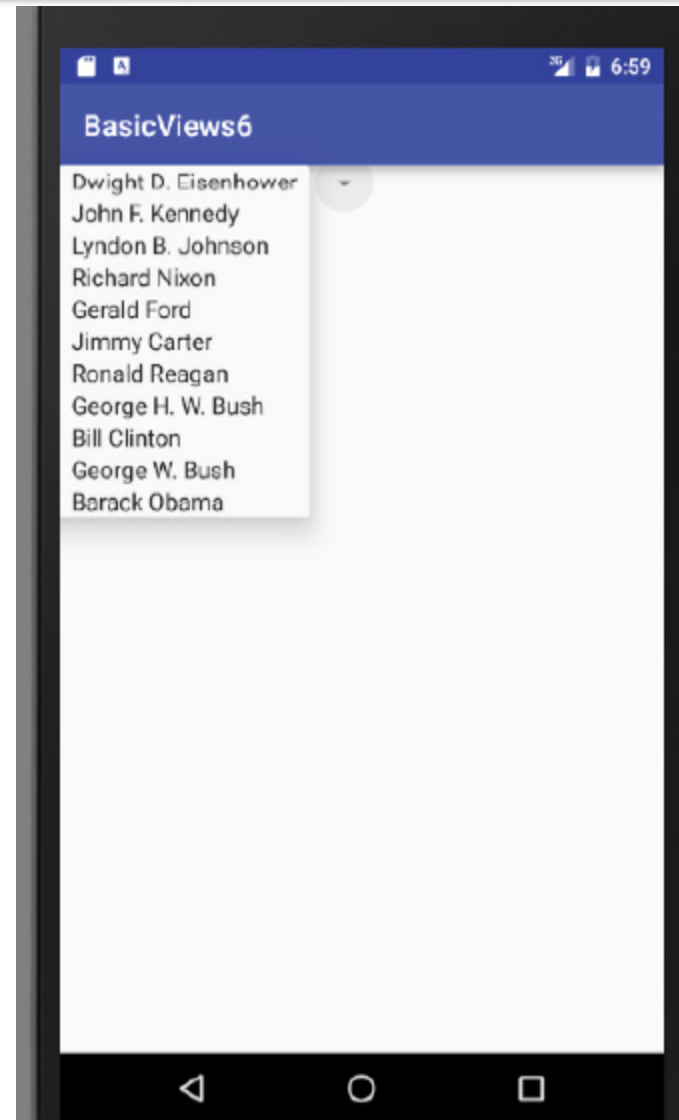 3G 6:59
BasicViews6
Dwight D. Eisenhower
John F. Kennedy
Lyndon B. Johnson
Richard Nixon
Gerald Ford
Jimmy Carter
Ronald Reagan
George H. W. Bush
Bill Clinton
George W. Bush
Barack Obama